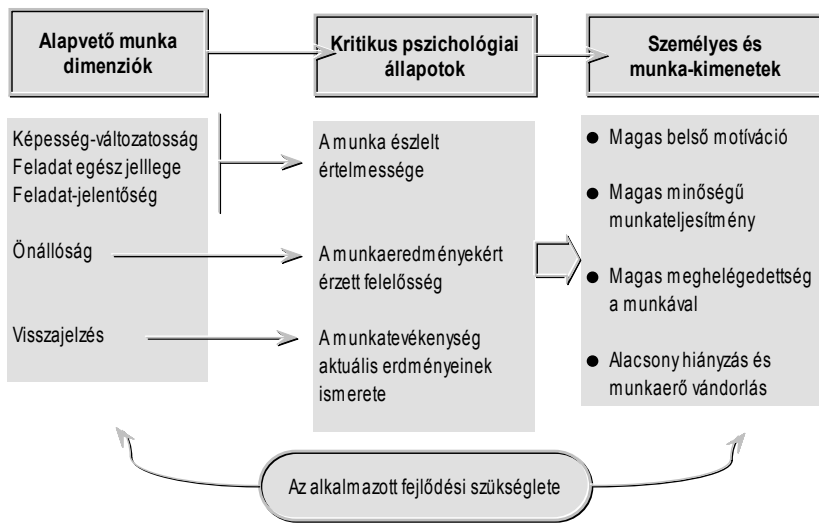 Alapvető munka
dimenziók
Kritikus pszichológiai
állapotok
Személyes és
munka-kimenetek
Képesség-változatosság
Feladat egész jelllege
Feladat-jelentőség
Önállóság
Visszajelzés
A munka észlelt
értelmessége
A munkaeredményekért
érzett felelősség
A munkatevékenység
aktuális erdményeinek
ismerete
● Magas belső motíváció
● Magas minőségű
munkateljesítmény
● Magas meghelégedettség
a munkával
● Alacsony hiányzás és
munkaerő vándorlás
Az alkalmazott fejlődési szükséglete